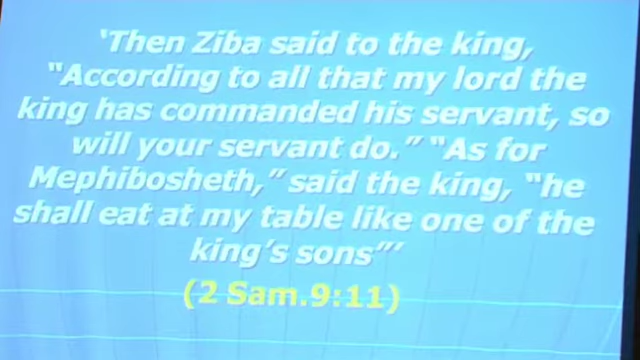 ‘Then Ziba said to the king,
“According to all that my lord the
king has commanded his servant, so
will your servant do.” “As for
Mephibosheth,” said the king, “he
shall eat at my table like one of the
king’s sons”’
(2 Sam.9:11)